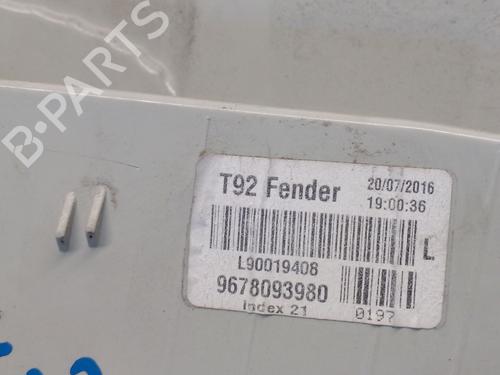 B-PARTS
T92 Fender
20/07/2016
19:00:36
L
L90019408
9678093980
Index 21
0197